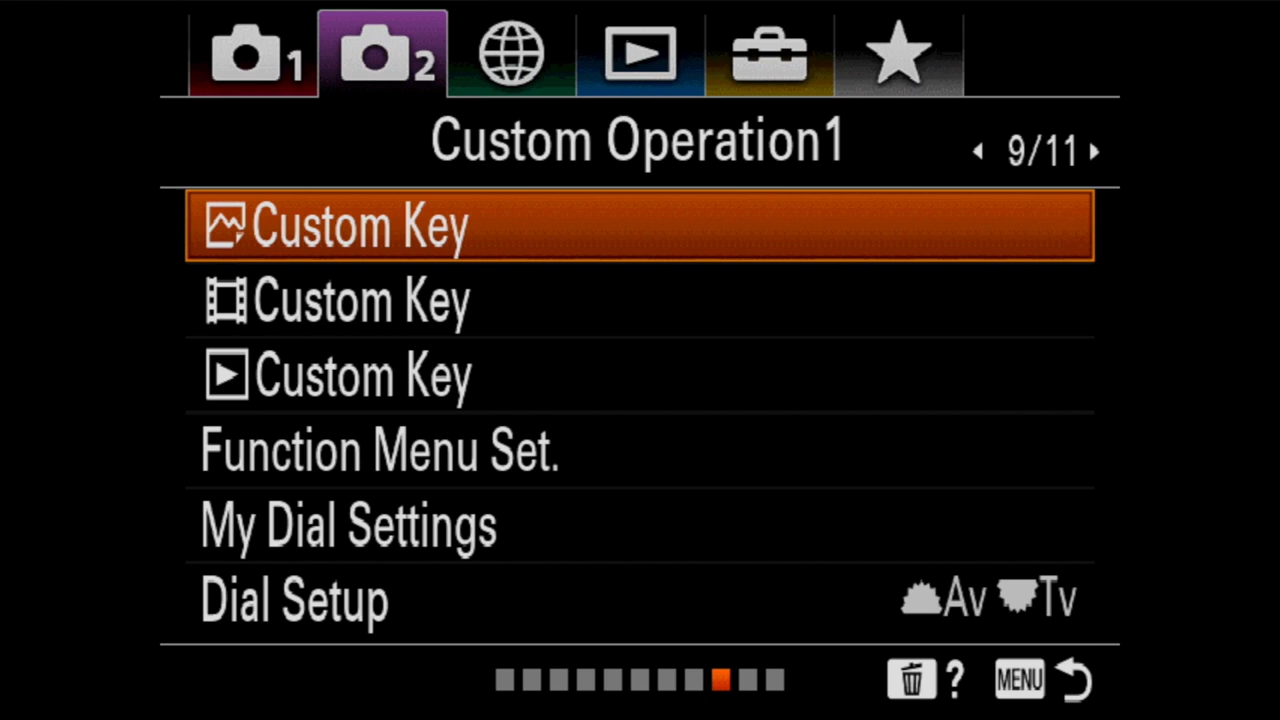 1 2
Custom Operation1 9/11
Custom Key
Custom Key
Custom Key
Function Menu Set.
My Dial Settings
Dial Setup Av Tv
? MENU